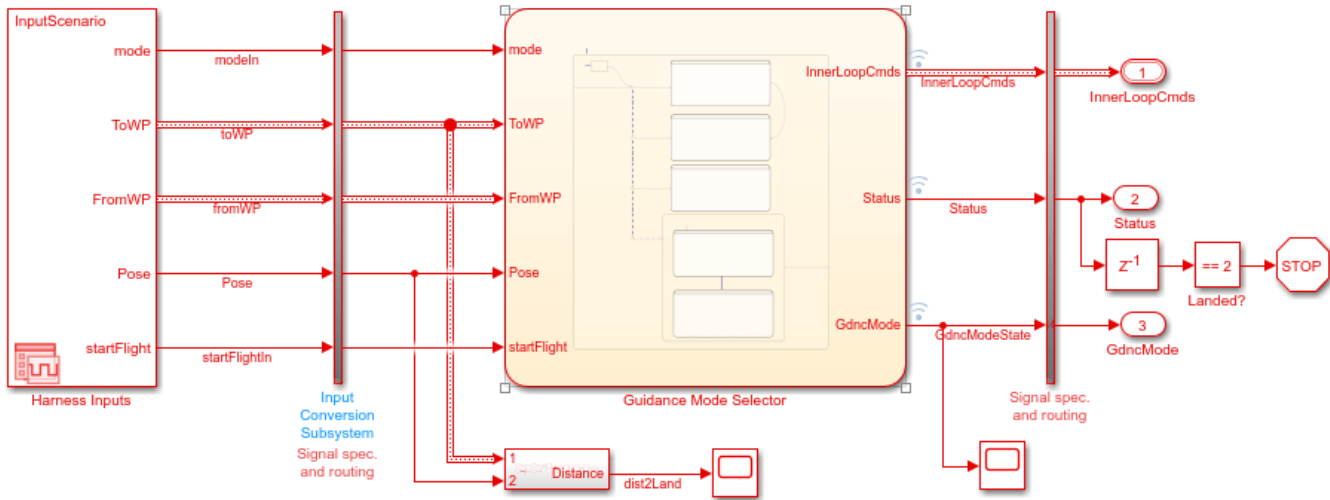 InputScenario
mode
modeIn
ToWP
toWP
FromWP
fromWP
Pose
Pose
startFlight
startFlightIn
Harness Inputs
Input
Conversion
Subsystem
Signal spec.
and routing
mode
ToWP
FromWP
Pose
startFlight
InnerLoopCmds
Status
GdncMode
Guidance Mode Selector
InnerLoopCmds
Status
GdncModeState
1
InnerLoopCmds
2
Status
Z-1
== 2
Landed?
STOP
3
GdncMode
Signal spec.
and routing
1
2
Distance
dist2Land